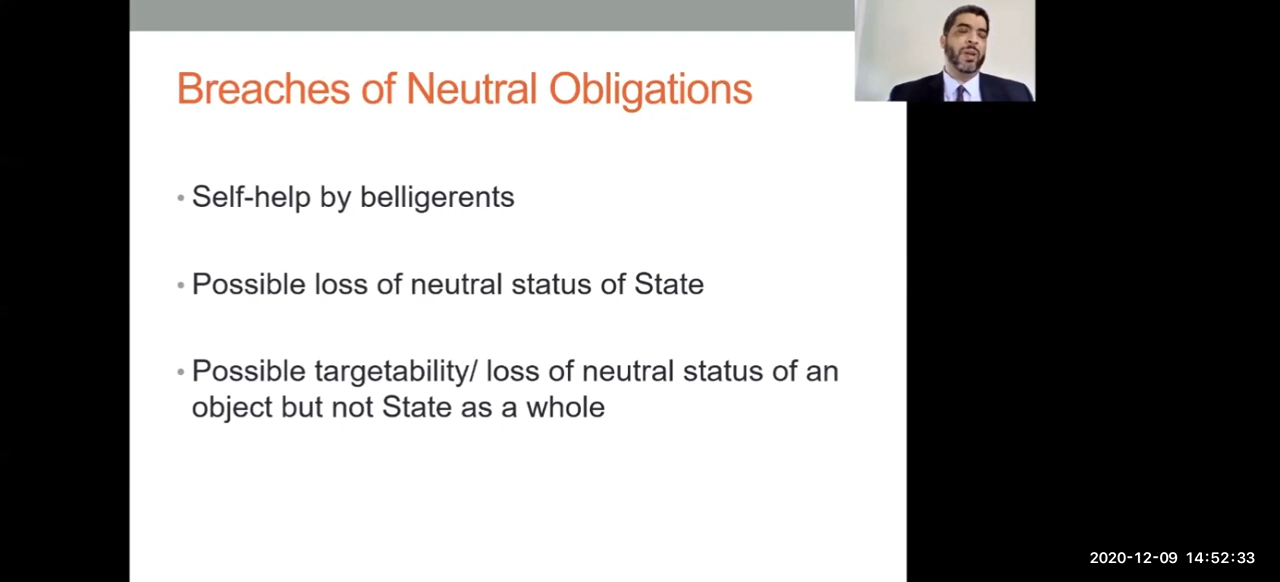 Breaches of Neutral Obligations
• Self-help by belligerents
• Possible loss of neutral status of State
• Possible targetability/ loss of neutral status of an
object but not State as a whole
2020-12-09 14:52:33